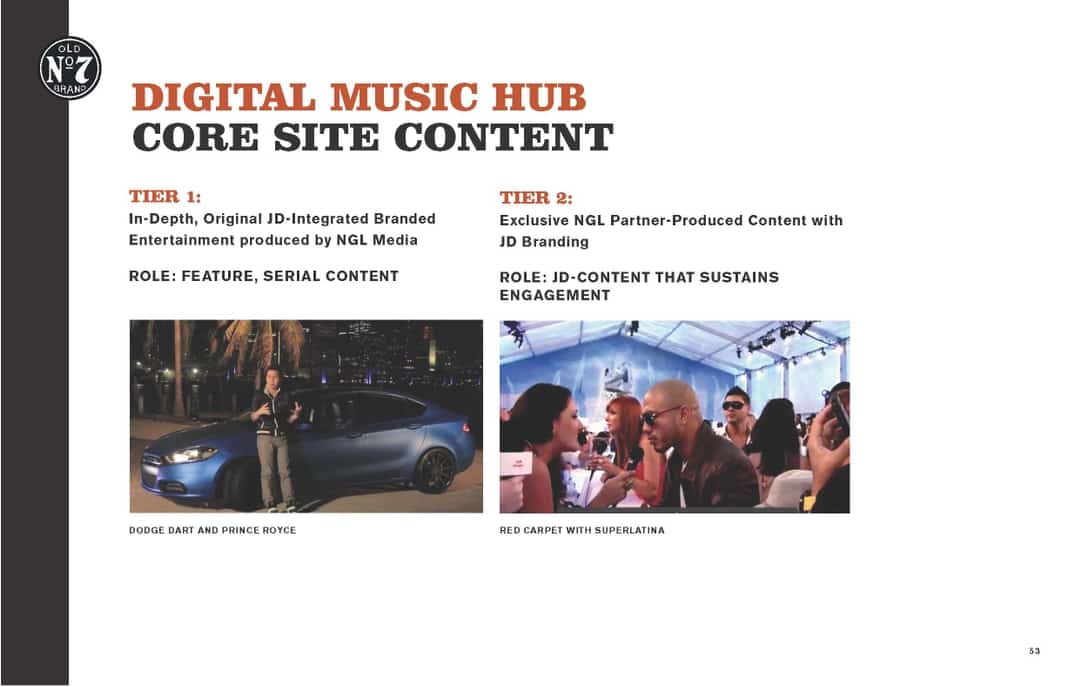 OLD
Nº7
BRAND
DIGITAL MUSIC HUB
CORE SITE CONTENT
TIER 1:
In-Depth, Original JD-Integrated Branded
Entertainment produced by NGL Media
ROLE: FEATURE, SERIAL CONTENT
DODGE DART AND PRINCE ROYCE
TIER 2:
Exclusive NGL Partner-Produced Content with
JD Branding
ROLE: JD-CONTENT THAT SUSTAINS
ENGAGEMENT
RED CARPET WITH SUPERLATINA
53